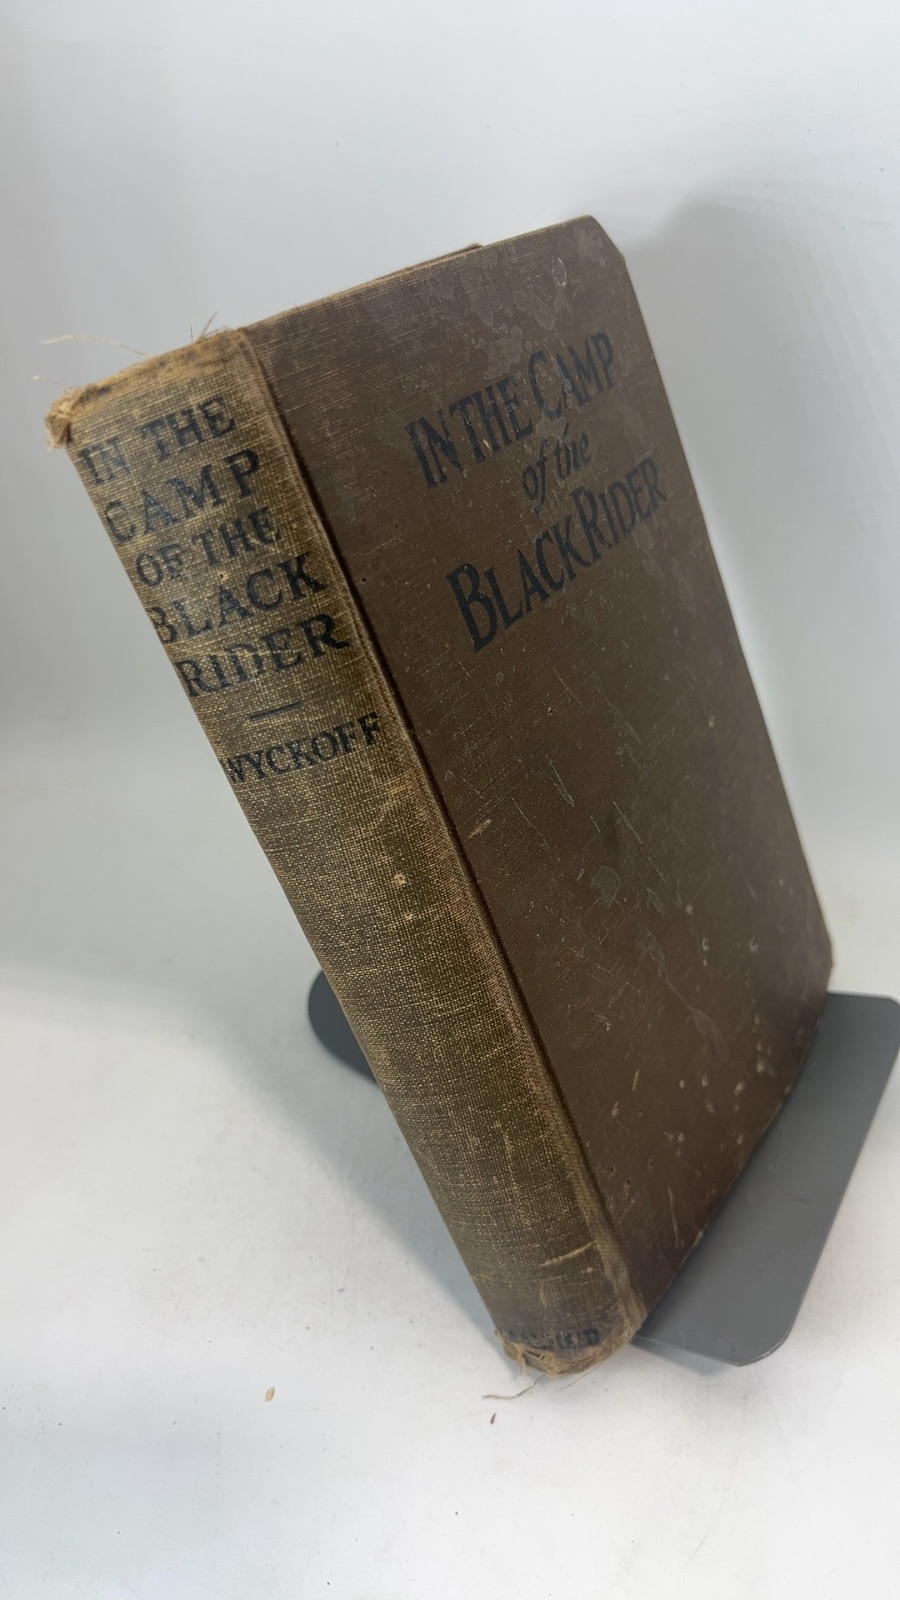 IN THE
CAMP
OF THE
BLACK
RIDER
WYCKOFF
IN THE CAMP
of the
BLACK RIDER